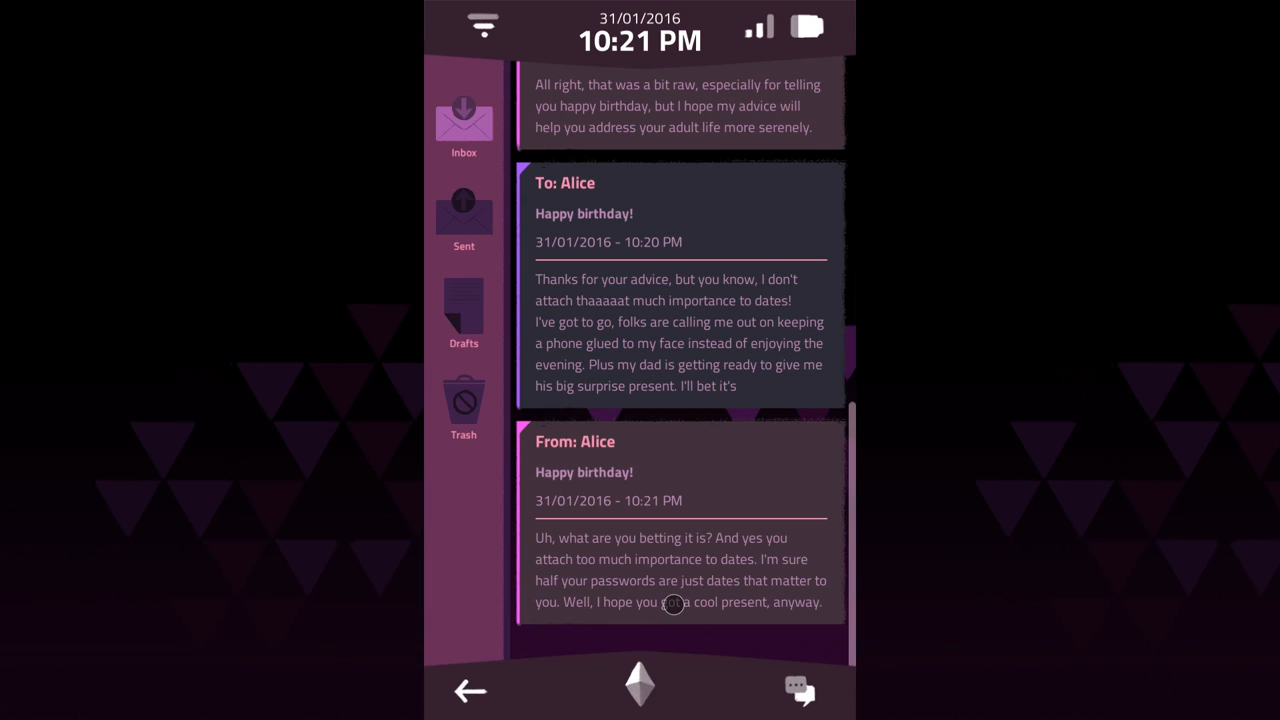 31/01/2016
10:21 PM
Inbox
Sent
Drafts
Trash
All right, that was a bit raw, especially for telling
you happy birthday, but I hope my advice will
help you address your adult life more serenely.
To: Alice
Happy birthday!
31/01/2016 - 10:20 PM
Thanks for your advice, but you know, I don't
attach thaaaaat much importance to dates!
I've got to go, folks are calling me out on keeping
a phone glued to my face instead of enjoying the
evening. Plus my dad is getting ready to give me
his big surprise present. I'll bet it's
From: Alice
Happy birthday!
31/01/2016 - 10:21 PM
Uh, what are you betting it is? And yes you
attach too much importance to dates. I'm sure
half your passwords are just dates that matter to
you. Well, I hope you got a cool present, anyway.